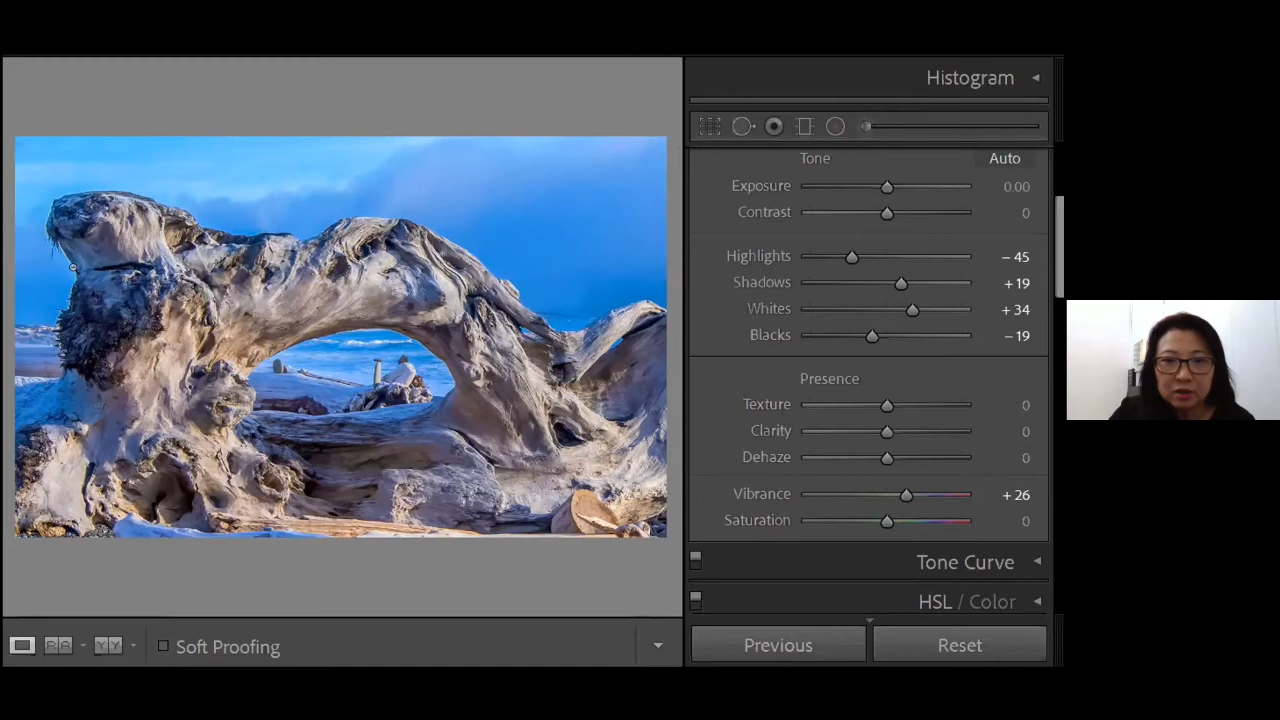 Histogram
Tone Auto
Exposure 0.00
Contrast 0
Highlights − 45
Shadows + 19
Whites + 34
Blacks − 19
Presence
Texture 0
Clarity 0
Dehaze 0
Vibrance + 26
Saturation 0
Tone Curve
HSL / Color
R A Y Y Soft Proofing
Previous Reset